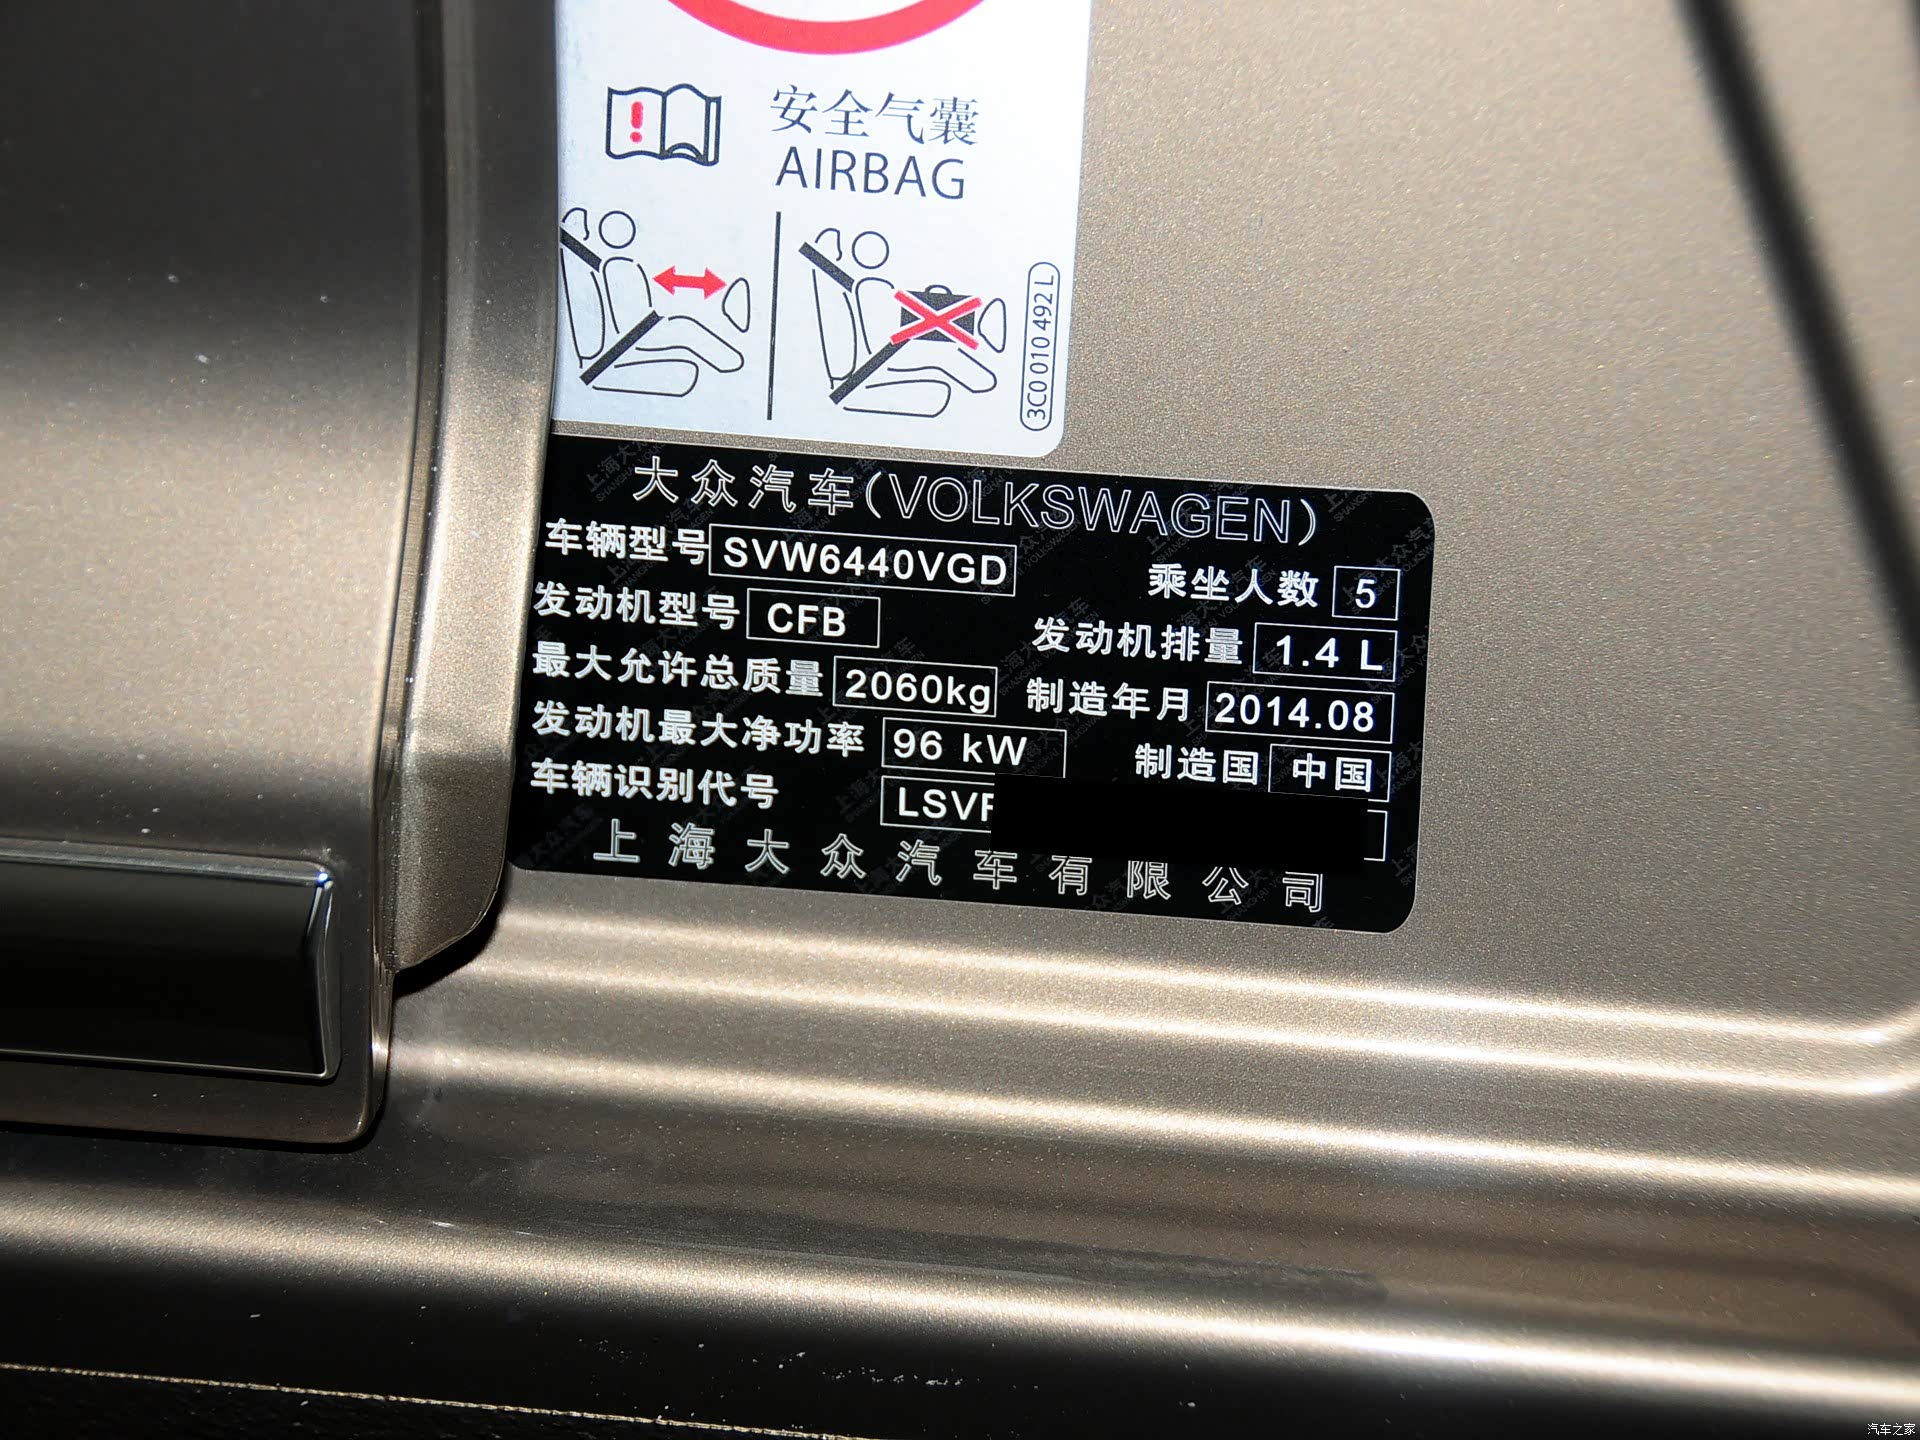 安全气囊
AIRBAG
3C0 010 492 L
大众汽车(VOLKSWAGEN)
车辆型号 SVW6440VGD
乘坐人数 5
发动机型号 CFB
发动机排量 1.4 L
最大允许总质量 2060kg
制造年月 2014.08
发动机最大净功率 96 kW
制造国 中国
车辆识别代号 LSVF
上海大众汽车有限公司
汽车之家